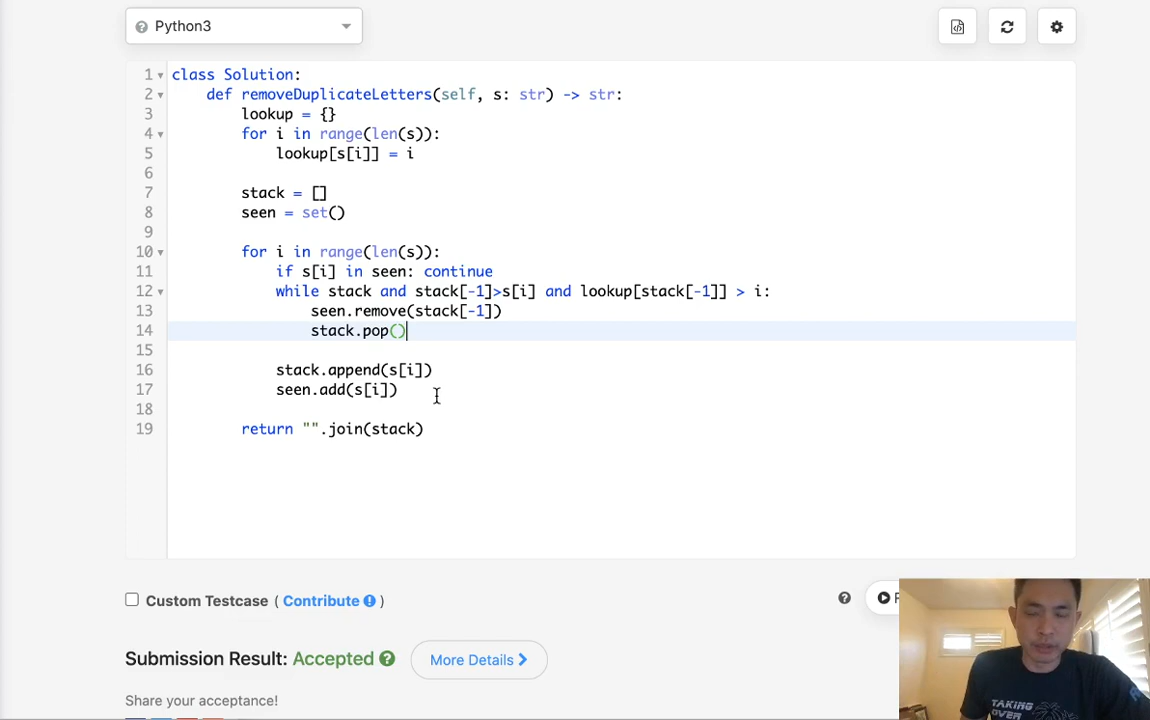 Python3
1 class Solution:
2     def removeDuplicateLetters(self, s: str) -> str:
3         lookup = {}
4         for i in range(len(s)):
5             lookup[s[i]] = i
6
7         stack = []
8         seen = set()
9
10         for i in range(len(s)):
11             if s[i] in seen: continue
12             while stack and stack[-1]>s[i] and lookup[stack[-1]] > i:
13                 seen.remove(stack[-1])
14                 stack.pop()
15
16             stack.append(s[i])
17             seen.add(s[i])
18
19         return "".join(stack)
Custom Testcase ( Contribute )
Submission Result: Accepted More Details
Share your acceptance!
TAKING
OVER